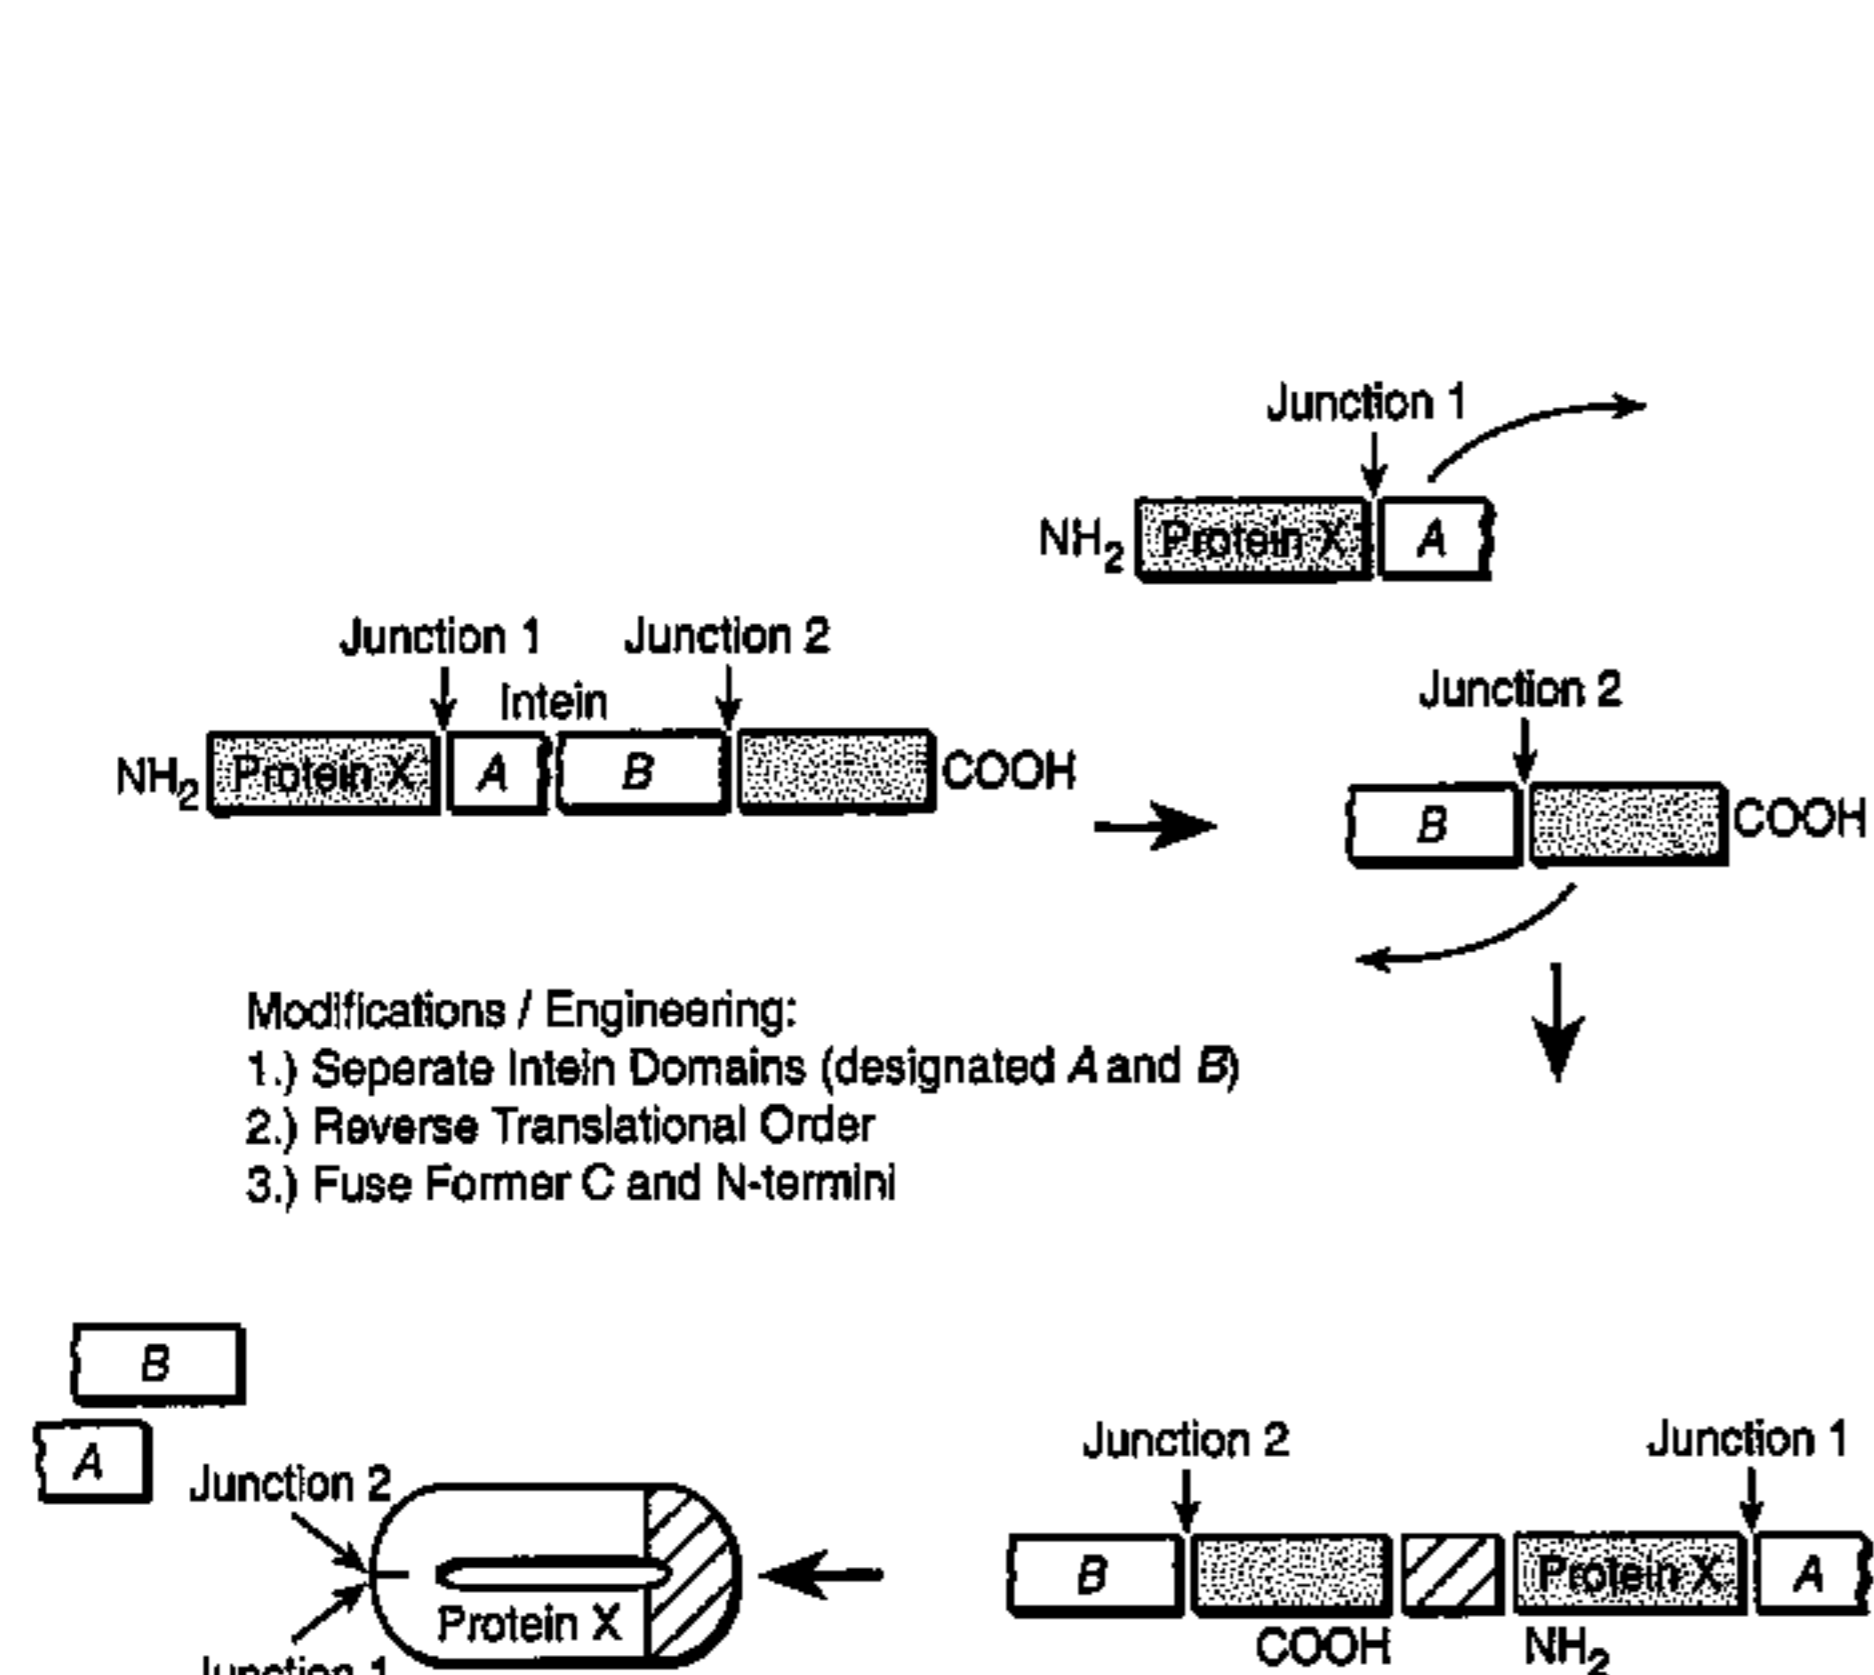 Junction 1
NH2 Protein X A
Junction 1 Junction 2
Intein
NH2 Protein X A B COOH
Junction 2
B COOH
Modifications / Engineering:
1.) Seperate Intein Domains (designated A and B)
2.) Reverse Translational Order
3.) Fuse Former C and N-termini
B
A
Junction 2
Protein X
Junction 1
Junction 2 Junction 1
B Protein X A
COOH NH2